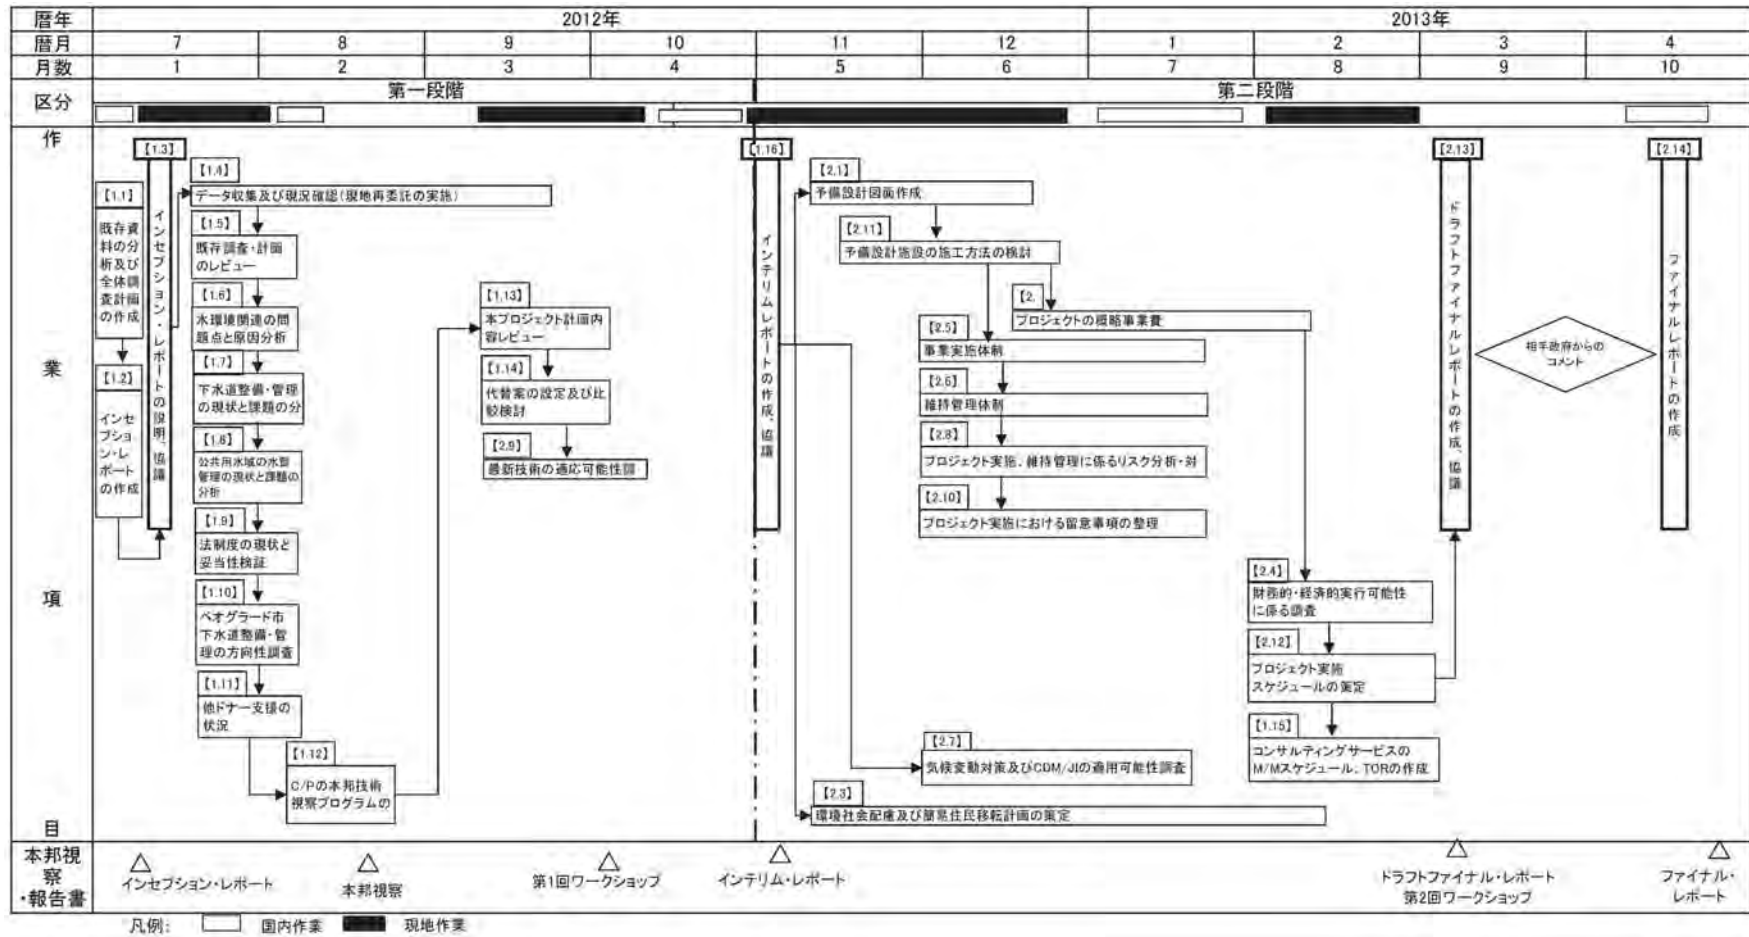 暦年
2012年
2013年
暦月
7
8
9
10
11
12
1
2
3
4
月数
1
2
3
4
5
6
7
8
9
10
区分
第一段階
第二段階
作
業
項
目
【1.1】
既存資
料の分
析及び
全体調
査計画
の作成
【1.2】
インセ
プショ
ン・レ
ポート
の作成
【1.3】
インセプション・レポートの説明、協議
【1.4】
データ収集及び現況確認(現地再委託の実施)
【1.5】
既存調査・計画
のレビュー
【1.6】
水環境関連の問
題点と原因分析
【1.7】
下水道整備・管理
の現状と課題の分
【1.8】
公共用水域の水質
管理の現状と課題の
分析
【1.9】
法制度の現状と
妥当性検証
【1.10】
ベオグラード市
下水道整備・管
理の方向性調査
【1.11】
他ドナー支援の
状況
【1.12】
C/Pの本邦技術
視察プログラムの
【1.13】
本プロジェクト計画内
容レビュー
【1.14】
代替案の設定及び比
較検討
【2.9】
最新技術の適応可能性調
【1.16】
インテリムレポートの作成、協議
【2.1】
予備設計図面作成
【2.11】
予備設計施設の施工方法の検討
【2.
プロジェクトの概略事業費
【2.5】
事業実施体制
【2.6】
維持管理体制
【2.8】
プロジェクト実施、維持管理に係るリスク分析・対
【2.10】
プロジェクト実施における留意事項の整理
【2.7】
気候変動対策及びCDM/JIの適用可能性調査
【2.3】
環境社会配慮及び簡易住民移転計画の策定
【2.4】
財務的・経済的実行可能性
に係る調査
【2.12】
プロジェクト実施
スケジュールの策定
【1.15】
コンサルティングサービスの
M/Mスケジュール、TORの作成
【2.13】
ドラフトファイナルレポートの作成、協議
相手政府からの
コメント
【2.14】
ファイナルレポートの作成
本邦視
察
・報告書
インセプション・レポート
本邦視察
第1回ワークショップ
インテリム・レポート
ドラフトファイナル・レポート
第2回ワークショップ
ファイナル・
レポート
凡例:
国内作業
現地作業